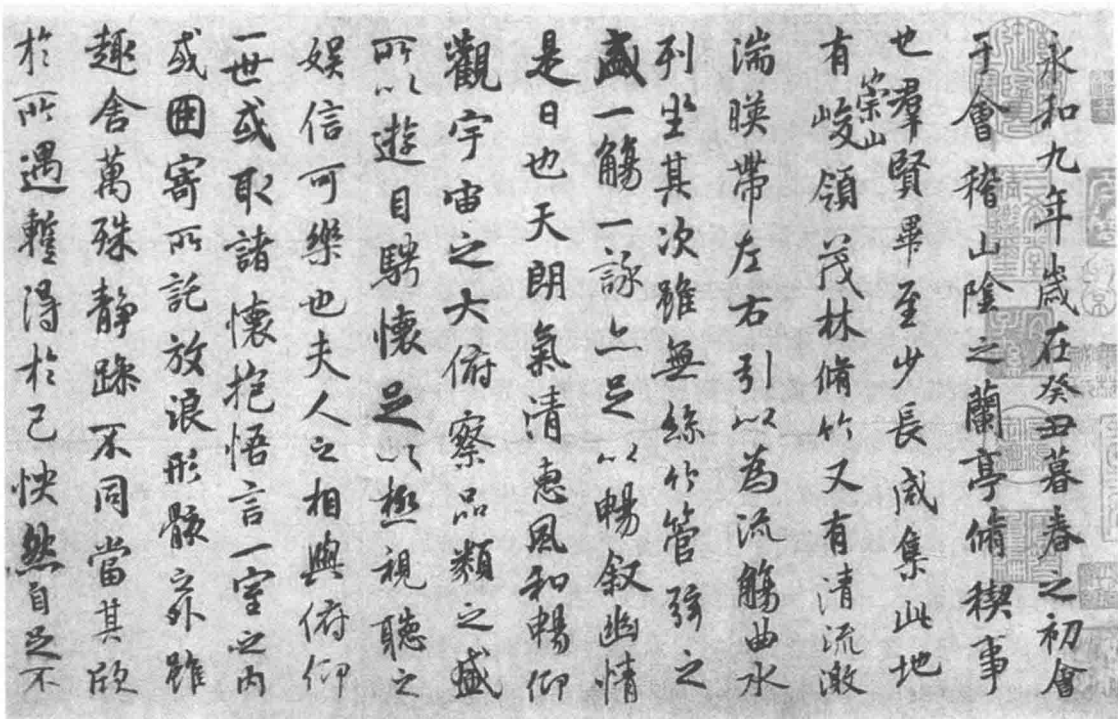 永和九年歲在癸丑暮春之初會
于會稽山陰之蘭亭脩稧事
也羣賢畢至少長咸集此地
有崇山峻領茂林脩竹又有清流激
湍暎帶左右引以為流觴曲水
列坐其次雖無絲竹管弦之
盛一觴一詠亦足以暢叙幽情
是日也天朗氣清惠風和暢仰
觀宇宙之大俯察品類之盛
所以遊目騁懷足以極視聽之
娛信可樂也夫人之相與俯仰
一世或取諸懷抱悟言一室之內
或因寄所託放浪形骸之外雖
趣舍萬殊靜躁不同當其欣
於所遇蹔得於己怏然自足不